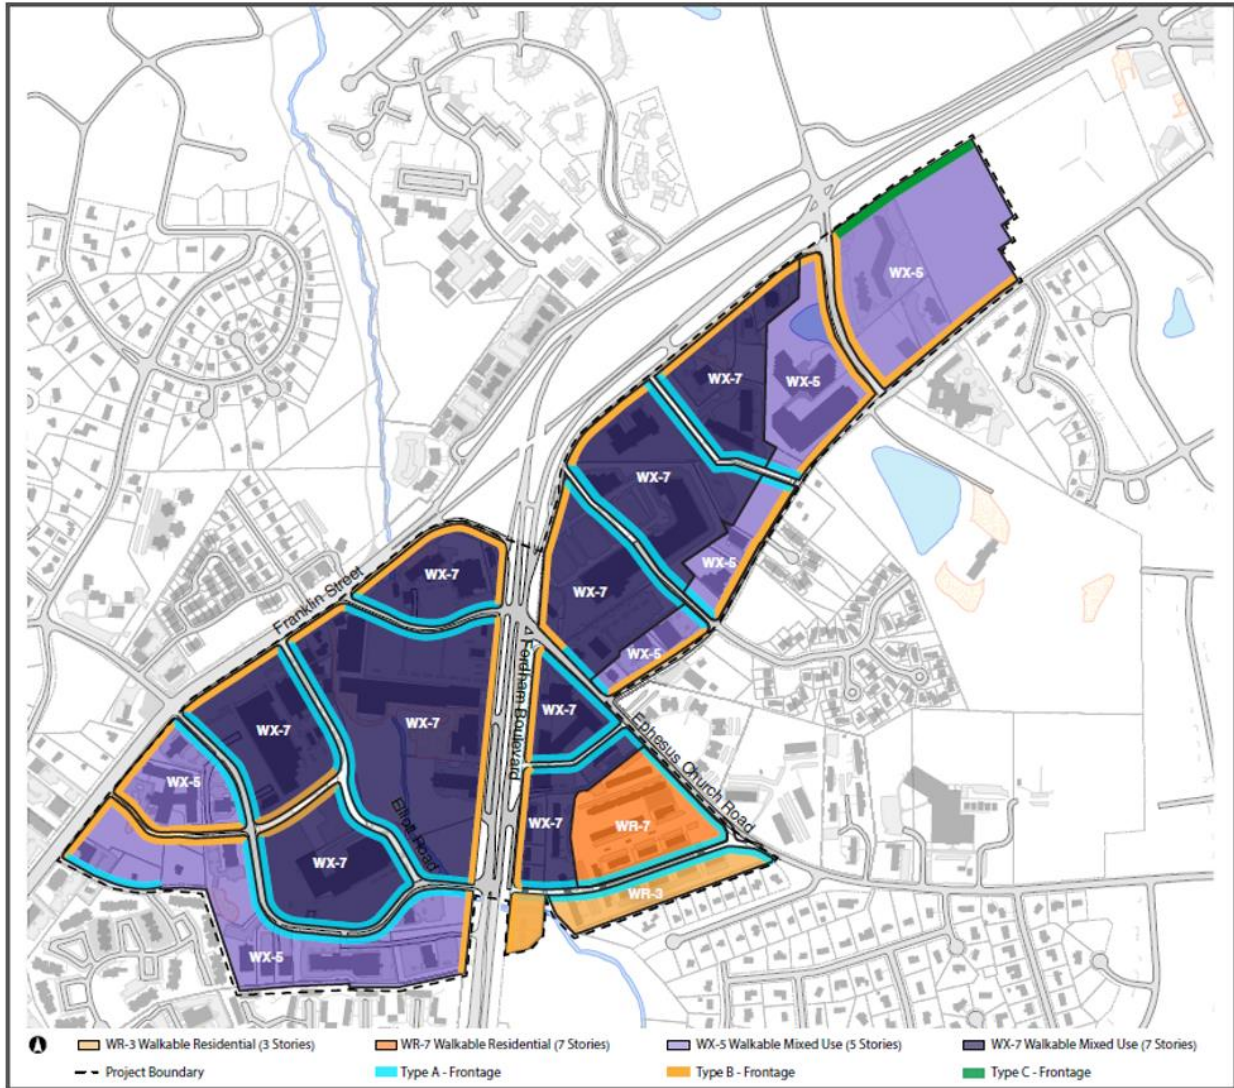 WX-5
WX-7
WX-5
WX-7
WX-5
WX-7
WX-7
WX-5
Franklin Street
Fordham Boulevard
WX-7
WX-7
WX-7
Ephesus Church Road
WX-5
WX-7
WR-7
Elliott Road
WX-7
WR-3
WX-5
WR-3 Walkable Residential (3 Stories)
WR-7 Walkable Residential (7 Stories)
WX-5 Walkable Mixed Use (5 Stories)
WX-7 Walkable Mixed Use (7 Stories)
Project Boundary
Type A - Frontage
Type B - Frontage
Type C - Frontage